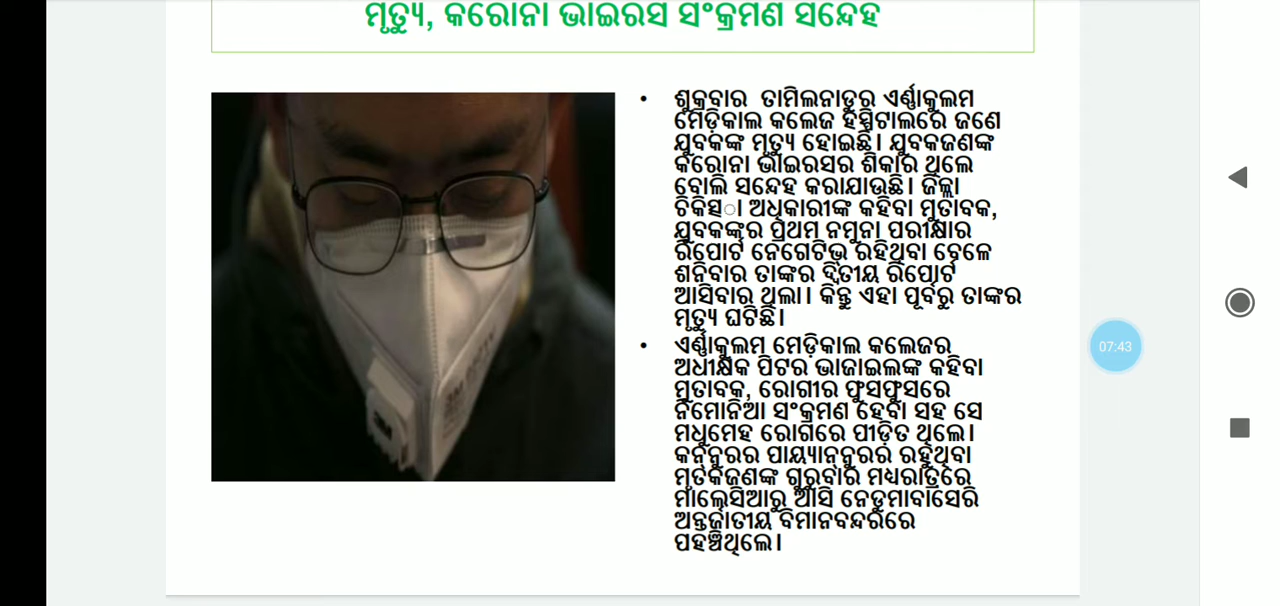 ମୃତ୍ୟୁ, କରୋନା ଭାଇରସ ସଂକ୍ରମଣ ସନ୍ଦେହ
• ଶୁକ୍ରବାର ତାମିଲନାଡୁର ଏର୍ଣ୍ଣାକୁଲମ
ମେଡ଼ିକାଲ କଲେଜ ହସ୍ପିଟାଲରେ ଜଣେ
ଯୁବକଙ୍କ ମୃତ୍ୟୁ ହୋଇଛି। ଯୁବକଜଣଙ୍କ
କରୋନା ଭାଇରସର ଶିକାର ଥିଲେ
ବୋଲି ସନ୍ଦେହ କରାଯାଉଛି। ଜିଲ୍ଲା
ଚିକିତ୍ସା ଅଧିକାରୀଙ୍କ କହିବା ମୁତାବକ,
ଯୁବକଙ୍କର ପ୍ରଥମ ନମୁନା ପରୀକ୍ଷାର
ରିପୋର୍ଟ ନେଗେଟିଭ୍ ରହିଥିବା ବେଳେ
ଶନିବାର ତାଙ୍କର ଦ୍ୱିତୀୟ ରିପୋର୍ଟ
ଆସିବାର ଥିଲା। କିନ୍ତୁ ଏହା ପୂର୍ବରୁ ତାଙ୍କର
ମୃତ୍ୟୁ ଘଟିଛି।
• ଏର୍ଣ୍ଣାକୁଲମ ମେଡ଼ିକାଲ କଲେଜର
ଅଧୀକ୍ଷକ ପିଟର ଭାଜାଇଲଙ୍କ କହିବା
ମୁତାବକ, ରୋଗୀର ଫୁସଫୁସରେ
ନିମୋନିଆ ସଂକ୍ରମଣ ହେବା ସହ ସେ
ମଧୁମେହ ରୋଗରେ ପୀଡ଼ିତ ଥିଲେ।
କନ୍ନୁରର ପାୟ୍ୟାନ୍ନୁରର ରହୁଥିବା
ମୃତକଜଣଙ୍କ ଗୁରୁବାର ମଧ୍ୟରାତ୍ରରେ
ମାଲେସିଆରୁ ଆସି ନେଡୁମାବାସେରି
ଅନ୍ତର୍ଜାତୀୟ ବିମାନବନ୍ଦରରେ
ପହଞ୍ଚିଥିଲେ।
07:43